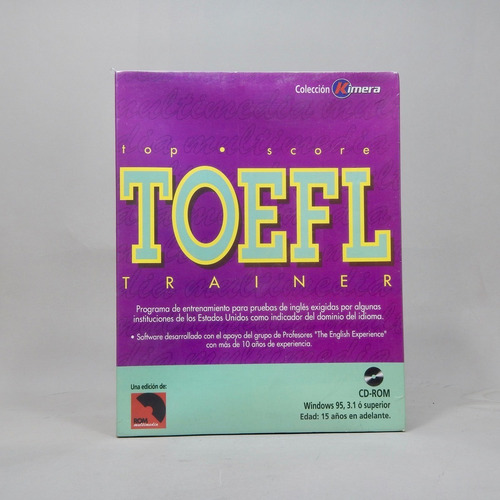 Colección Kimera
top • score
TOEFL
TRAINER
Programa de entrenamiento para pruebas de inglés exigidas por algunas
instituciones de los Estados Unidos como indicador del dominio del idioma.
• Software desarrollado con el apoyo del grupo de Profesores "The English Experience"
con más de 10 años de experiencia.
Una edición de:
ROM
multimedia
CD-ROM
Windows 95, 3.1 ó superior
Edad: 15 años en adelante.